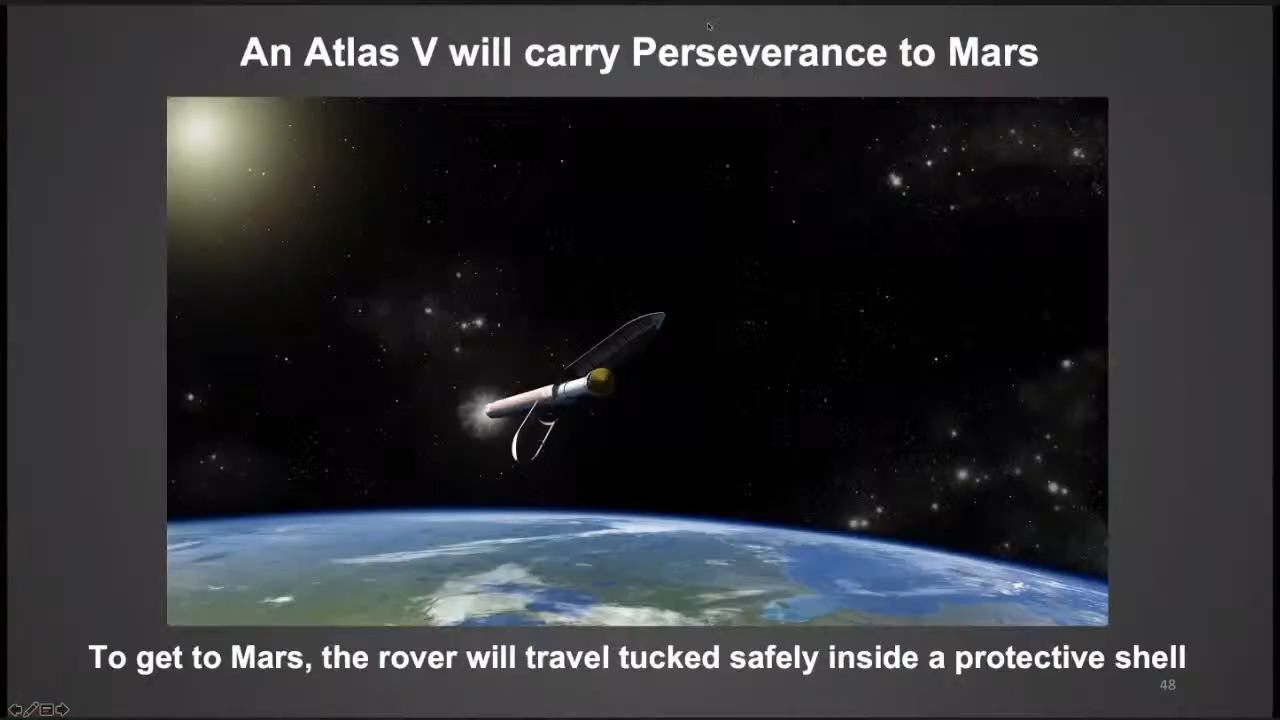 An Atlas V will carry Perseverance to Mars
To get to Mars, the rover will travel tucked safely inside a protective shell
48